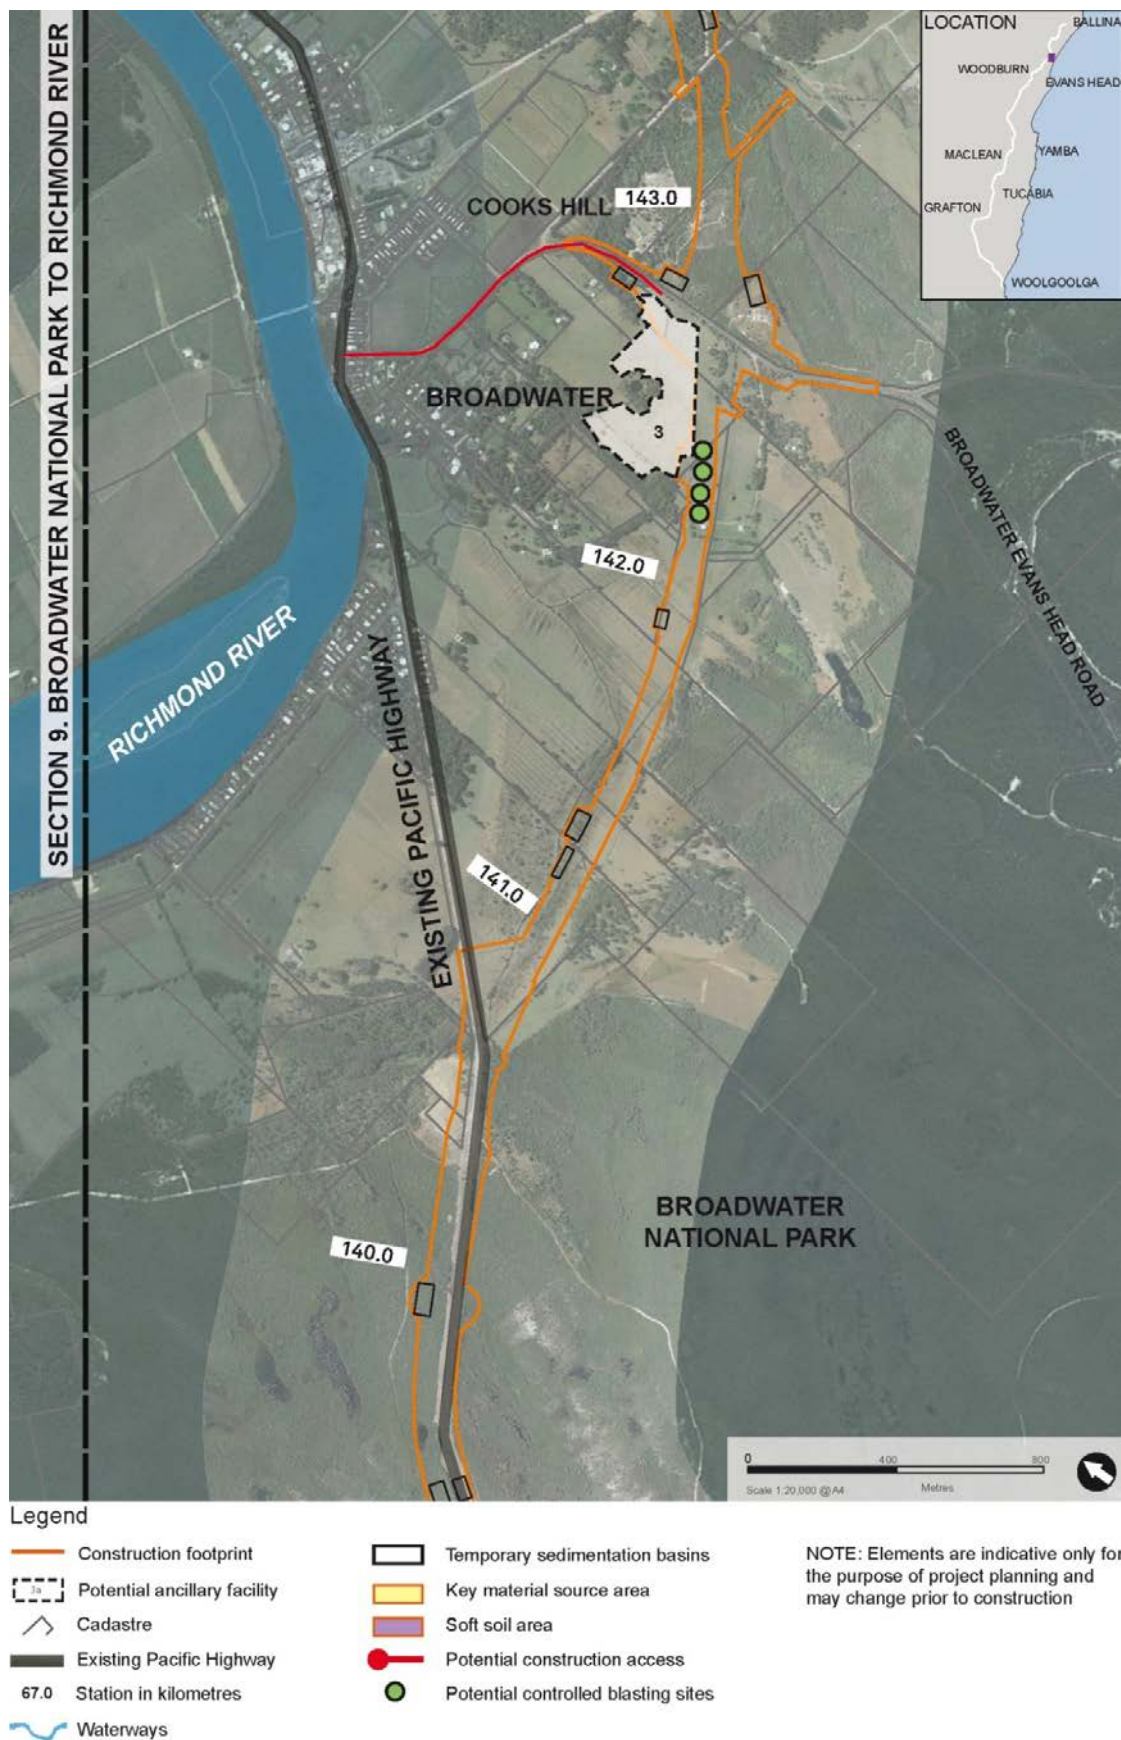 SECTION 9. BROADWATER NATIONAL PARK TO RICHMOND RIVER
LOCATION
BALLINA
WOODBURN
EVANS HEAD
MACLEAN
YAMBA
TUCABIA
GRAFTON
WOOLGOOLGA
COOKS HILL
143.0
BROADWATER
3
142.0
BROADWATER EVANS HEAD ROAD
RICHMOND RIVER
EXISTING PACIFIC HIGHWAY
141.0
BROADWATER
NATIONAL PARK
140.0
0 400 800
Scale 1:20,000 @A4 Metres
Legend
Construction footprint
3a Potential ancillary facility
Cadastre
Existing Pacific Highway
67.0 Station in kilometres
Waterways
Temporary sedimentation basins
Key material source area
Soft soil area
Potential construction access
Potential controlled blasting sites
NOTE: Elements are indicative only for
the purpose of project planning and
may change prior to construction